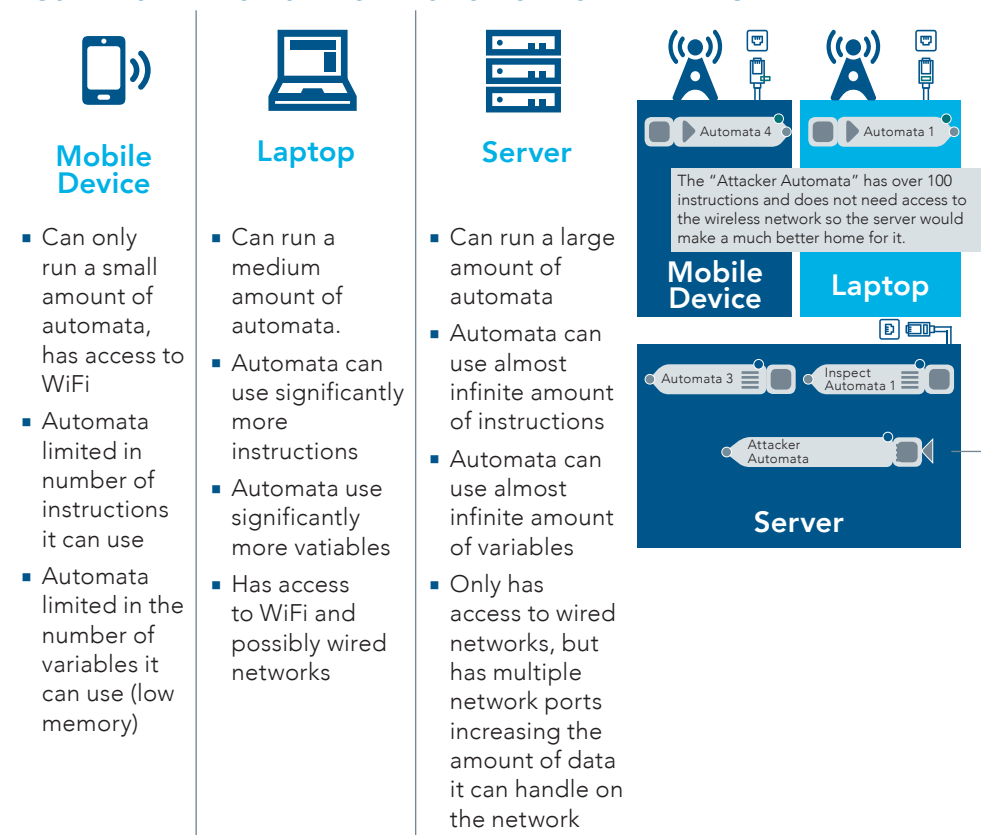 Mobile
Device
Can only
run a small
amount of
automata,
has access to
WiFi
Automata
limited in
number of
instructions
it can use
Automata
limited in the
number of
variables it
can use (low
memory)
Laptop
Can run a
medium
amount of
automata.
Automata can
use significantly
more
instructions
Automata use
significantly
more vatiables
Has access
to WiFi and
possibly wired
networks
Server
Can run a large
amount of
automata
Automata can
use almost
infinite amount
of instructions
Automata can
use almost
infinite amount
of variables
Only has
access to wired
networks, but
has multiple
network ports
increasing the
amount of data
it can handle on
the network
Automata 4
Automata 1
The “Attacker Automata” has over 100
instructions and does not need access to
the wireless network so the server would
make a much better home for it.
Mobile
Device
Laptop
Automata 3
Inspect
Automata 1
Attacker
Automata
Server